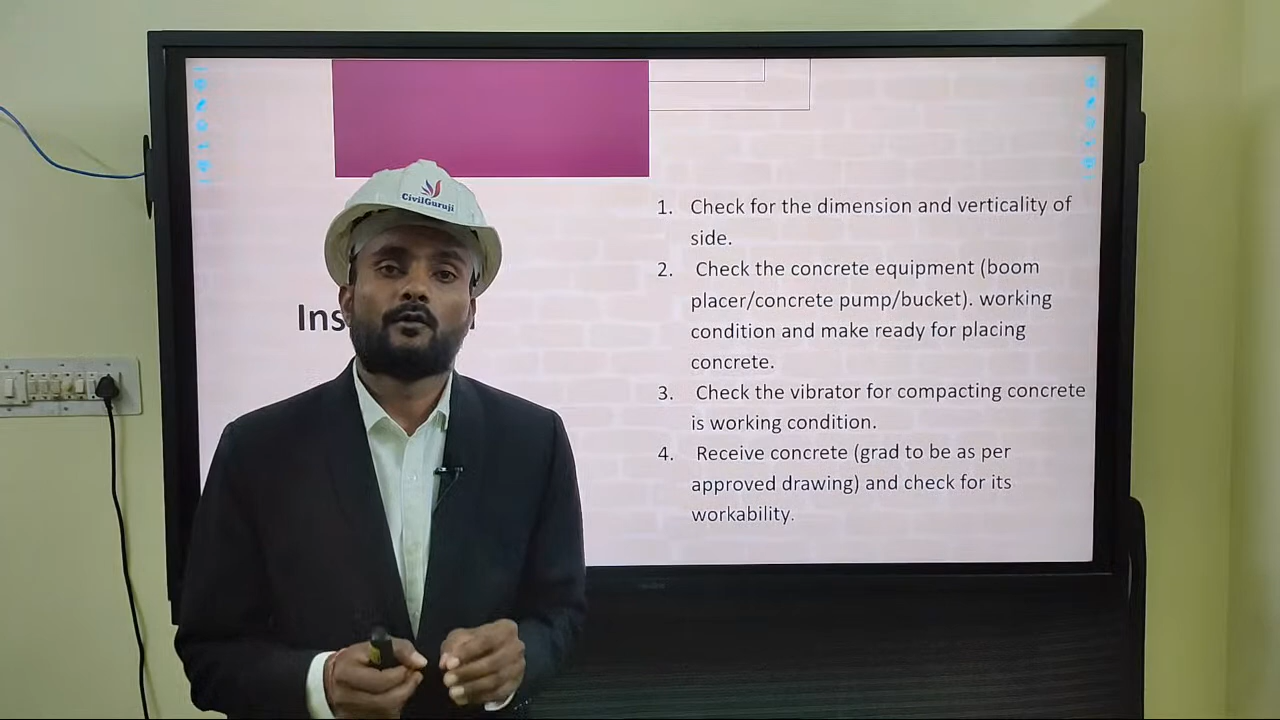 CivilGuruji
1. Check for the dimension and verticality of
side.
2. Check the concrete equipment (boom
placer/concrete pump/bucket). working
condition and make ready for placing
concrete.
3. Check the vibrator for compacting concrete
is working condition.
4. Receive concrete (grad to be as per
approved drawing) and check for its
workability.